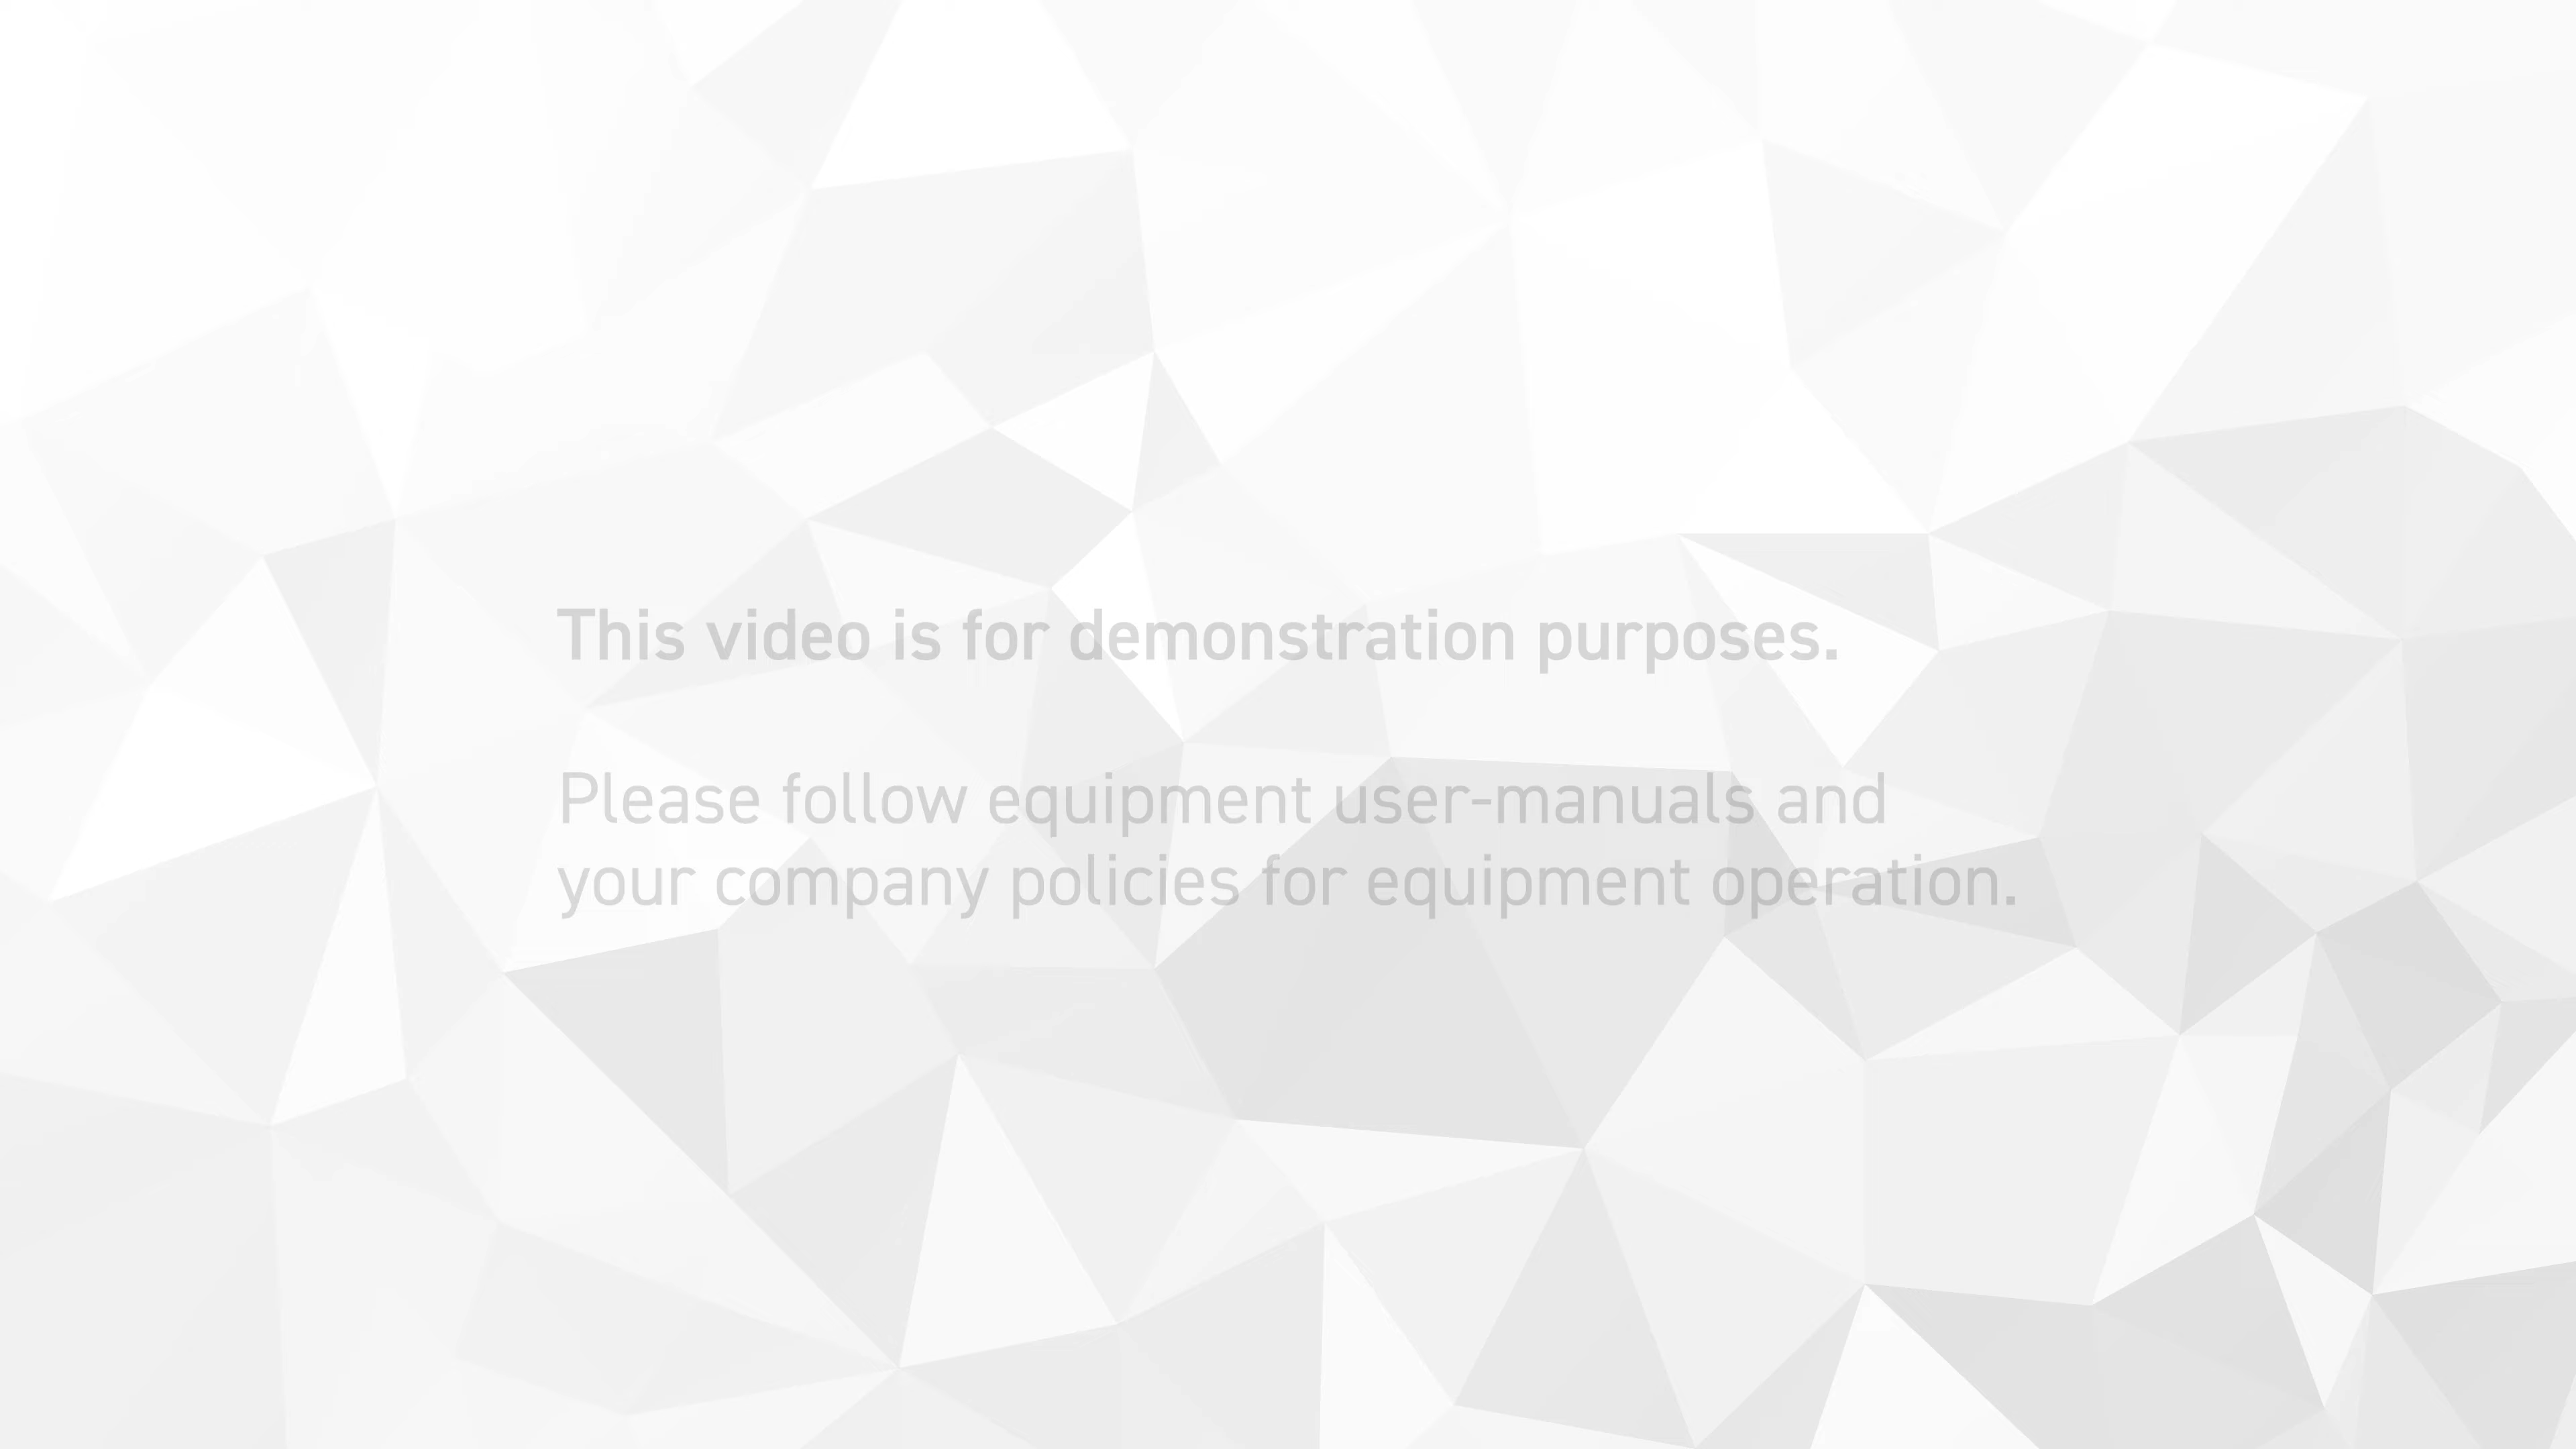 This video is for demonstration purposes.
Please follow equipment user-manuals and
your company policies for equipment operation.